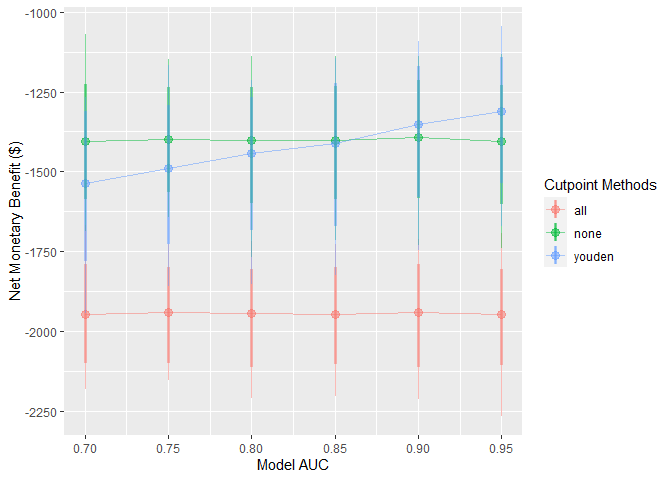 -1000
-1250
-1500
-1750
-2000
-2250
Net Monetary Benefit ($)
0.70 0.75 0.80 0.85 0.90 0.95
Model AUC
Cutpoint Methods
all
none
youden